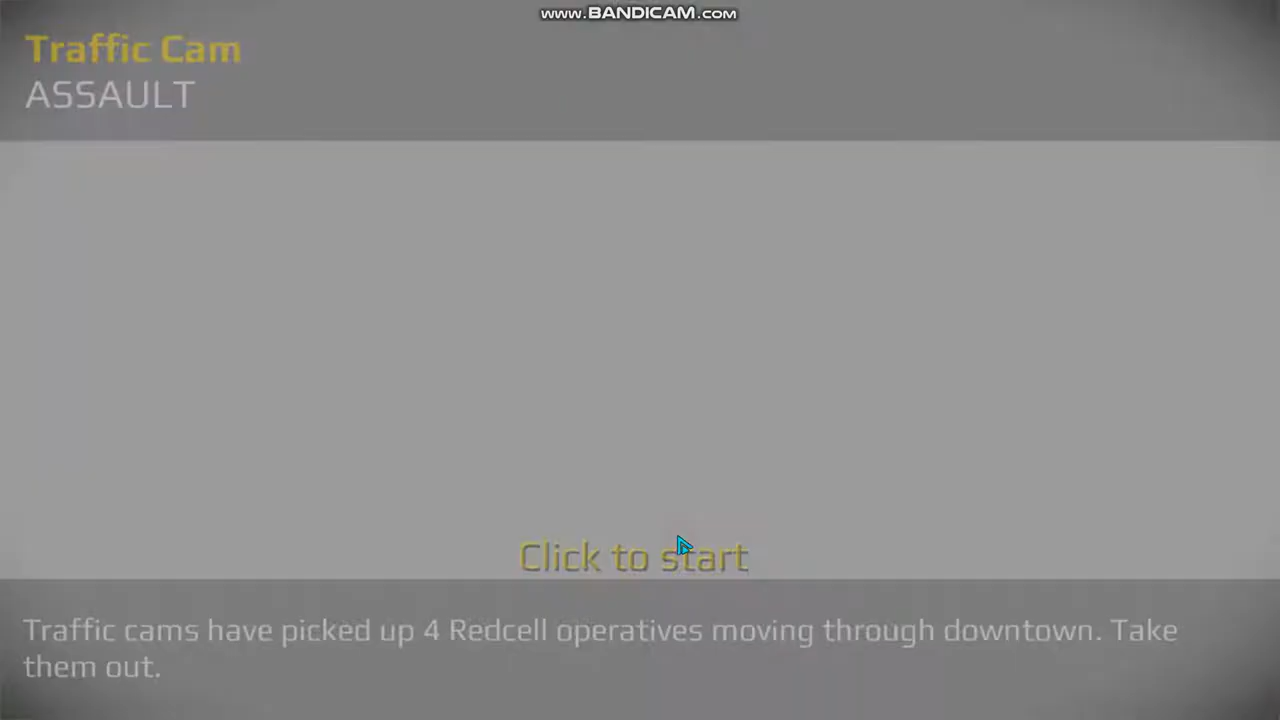 www.BANDICAM.com
Traffic Cam
ASSAULT
Click to start
Traffic cams have picked up 4 Redcell operatives moving through downtown. Take
them out.